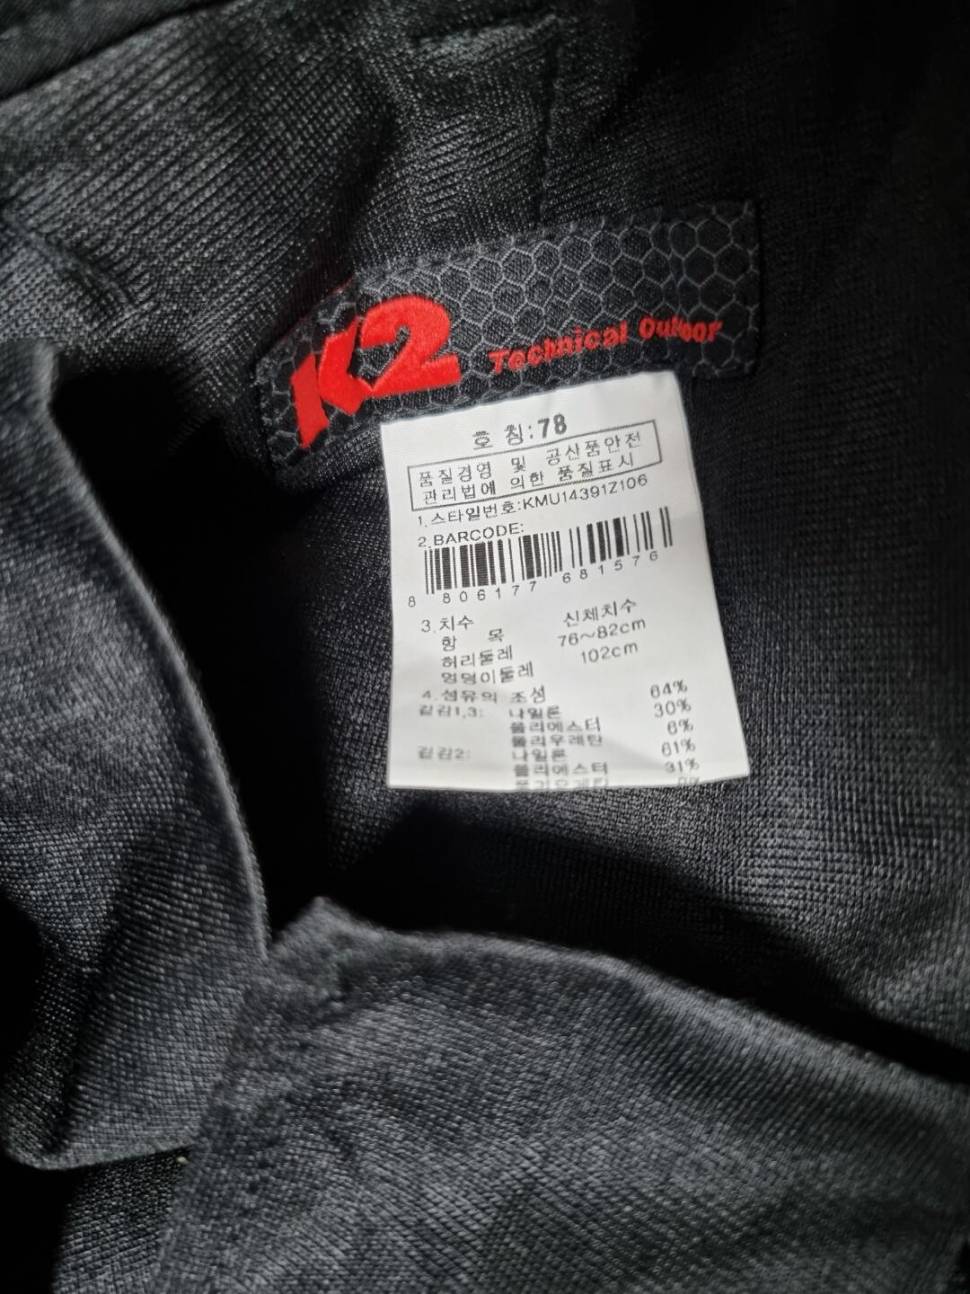 K2 Technical Outdoor
호 칭:78
품질경영 및 공산품안전
관리법에 의한 품질표시
1.스타일번호:KMU14391Z106
2.BARCODE:
8 806177 681576
3.치수
항 목 신체치수
허리둘레 76~82cm
엉덩이둘레 102cm
4.섬유의 조성
겉감1,3: 나일론 64%
폴리에스터 30%
폴리우레탄 6%
겉감2: 나일론 61%
폴리에스터 31%
폴리우레탄